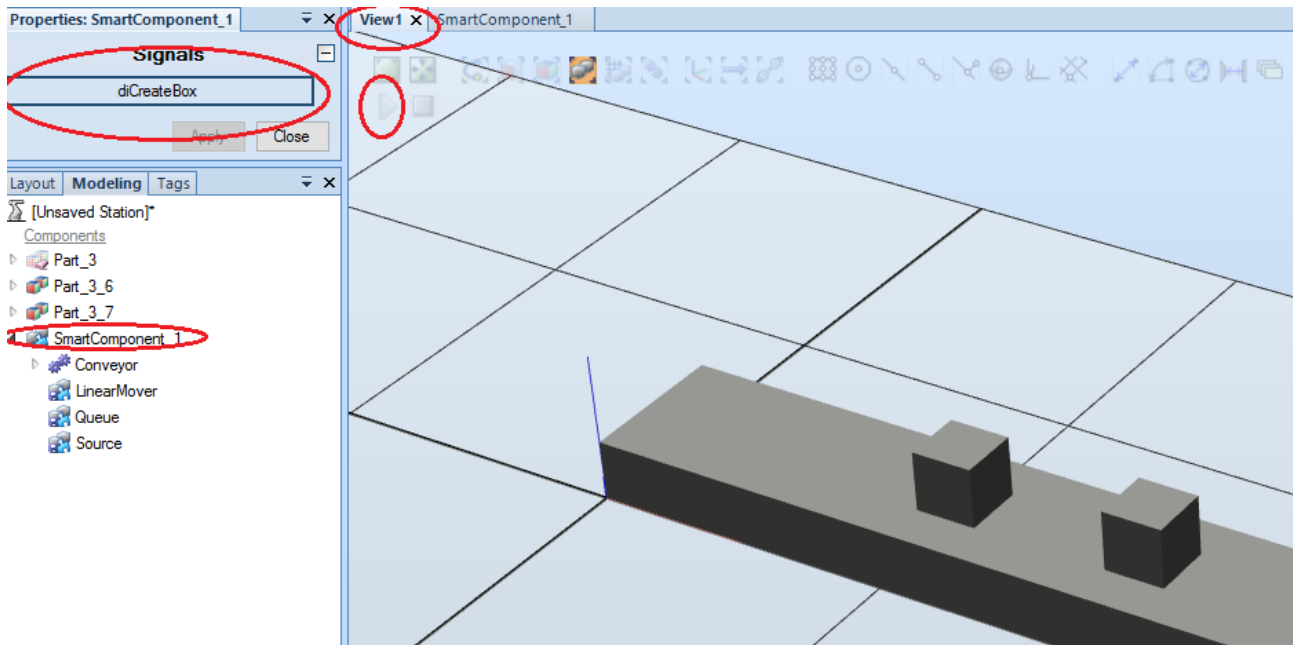 Properties: SmartComponent_1
View1
SmartComponent_1
Signals
diCreateBox
Apply
Close
Layout
Modeling
Tags
[Unsaved Station]*
Components
Part_3
Part_3_6
Part_3_7
SmartComponent_1
Conveyor
LinearMover
Queue
Source